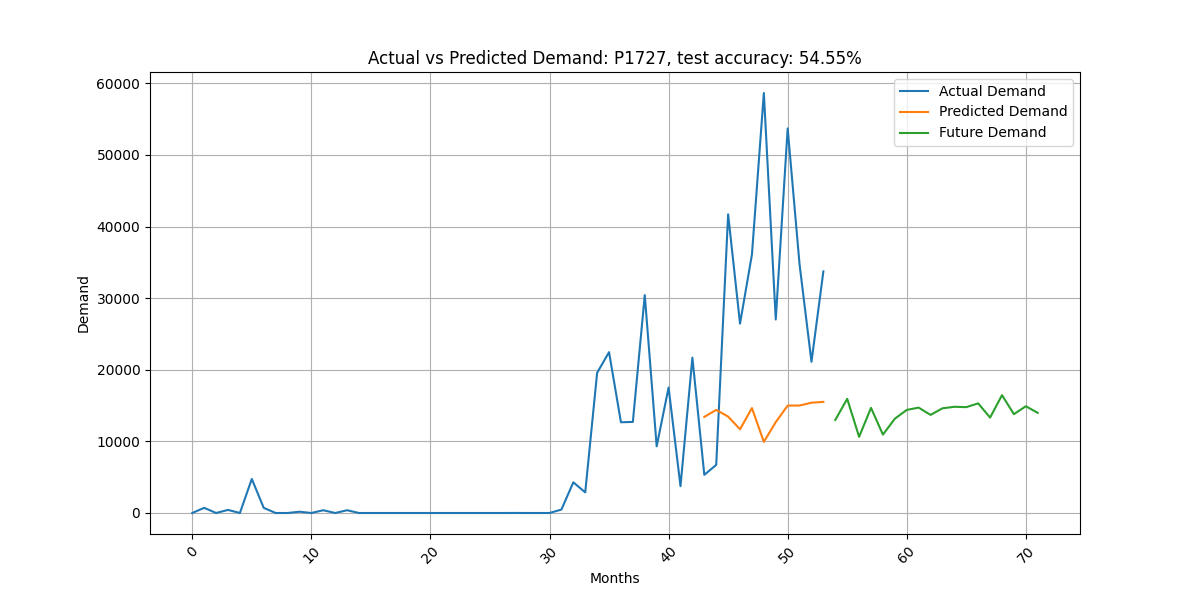 Actual vs Predicted Demand: P1727, test accuracy: 54.55%
60000
50000
40000
30000
20000
10000
0
Demand
Actual Demand
Predicted Demand
Future Demand
0
10
20
30
40
50
60
70
Months